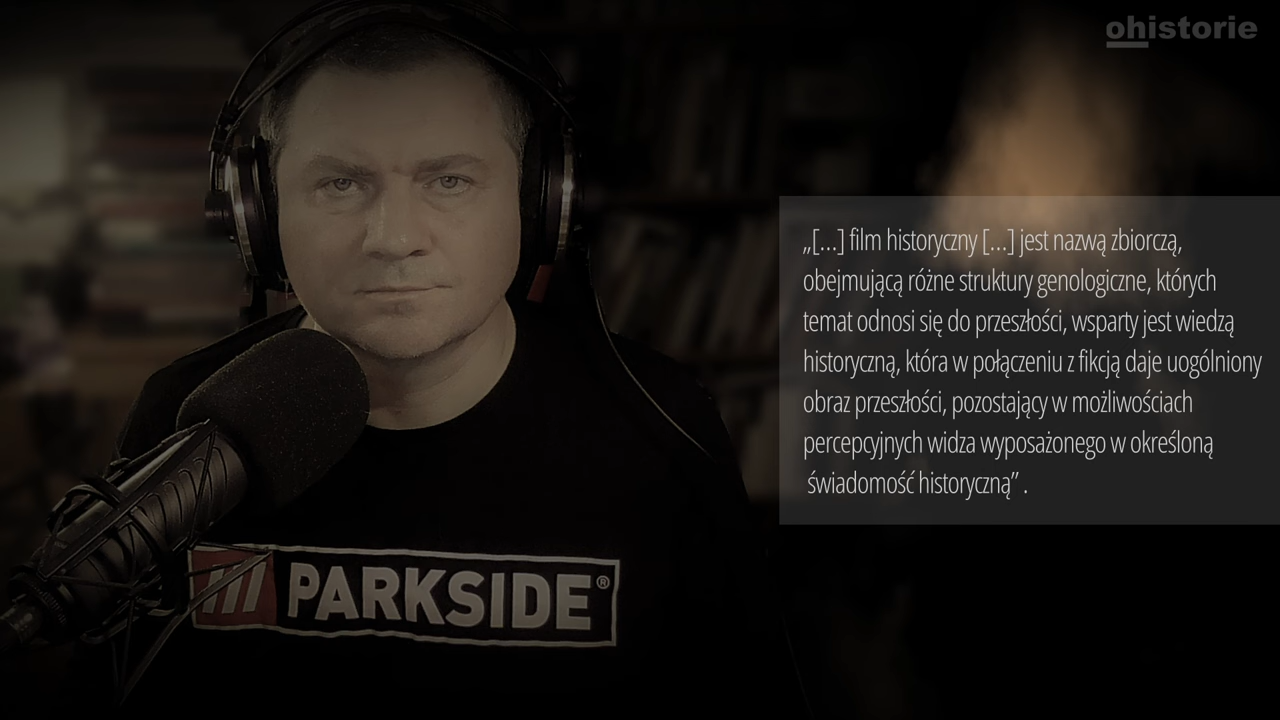 ohistorie
„[...] film historyczny [...] jest nazwą zbiorczą,
obejmującą różne struktury genologiczne, których
temat odnosi się do przeszłości, wsparty jest wiedzą
historyczną, która w połączeniu z fikcją daje uogólniony
obraz przeszłości, pozostający w możliwościach
percepcyjnych widza wyposażonego w określoną
świadomość historyczną” .
PARKSIDE®